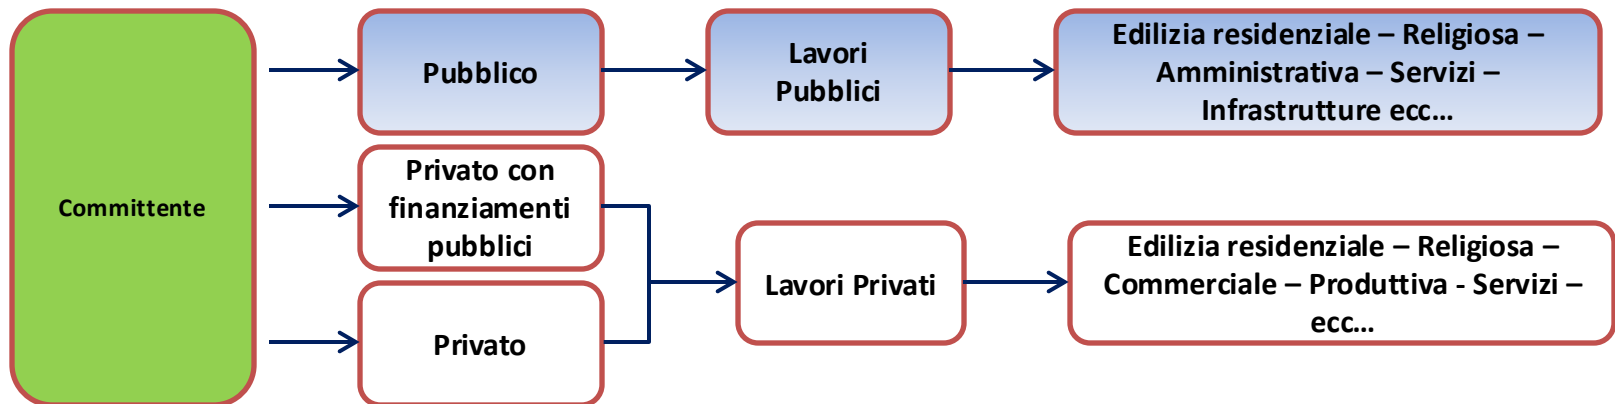 Committente
Pubblico
Lavori
Pubblici
Edilizia residenziale – Religiosa –
Amministrativa – Servizi –
Infrastrutture ecc…
Privato con
finanziamenti
pubblici
Privato
Lavori Privati
Edilizia residenziale – Religiosa –
Commerciale – Produttiva - Servizi –
ecc…